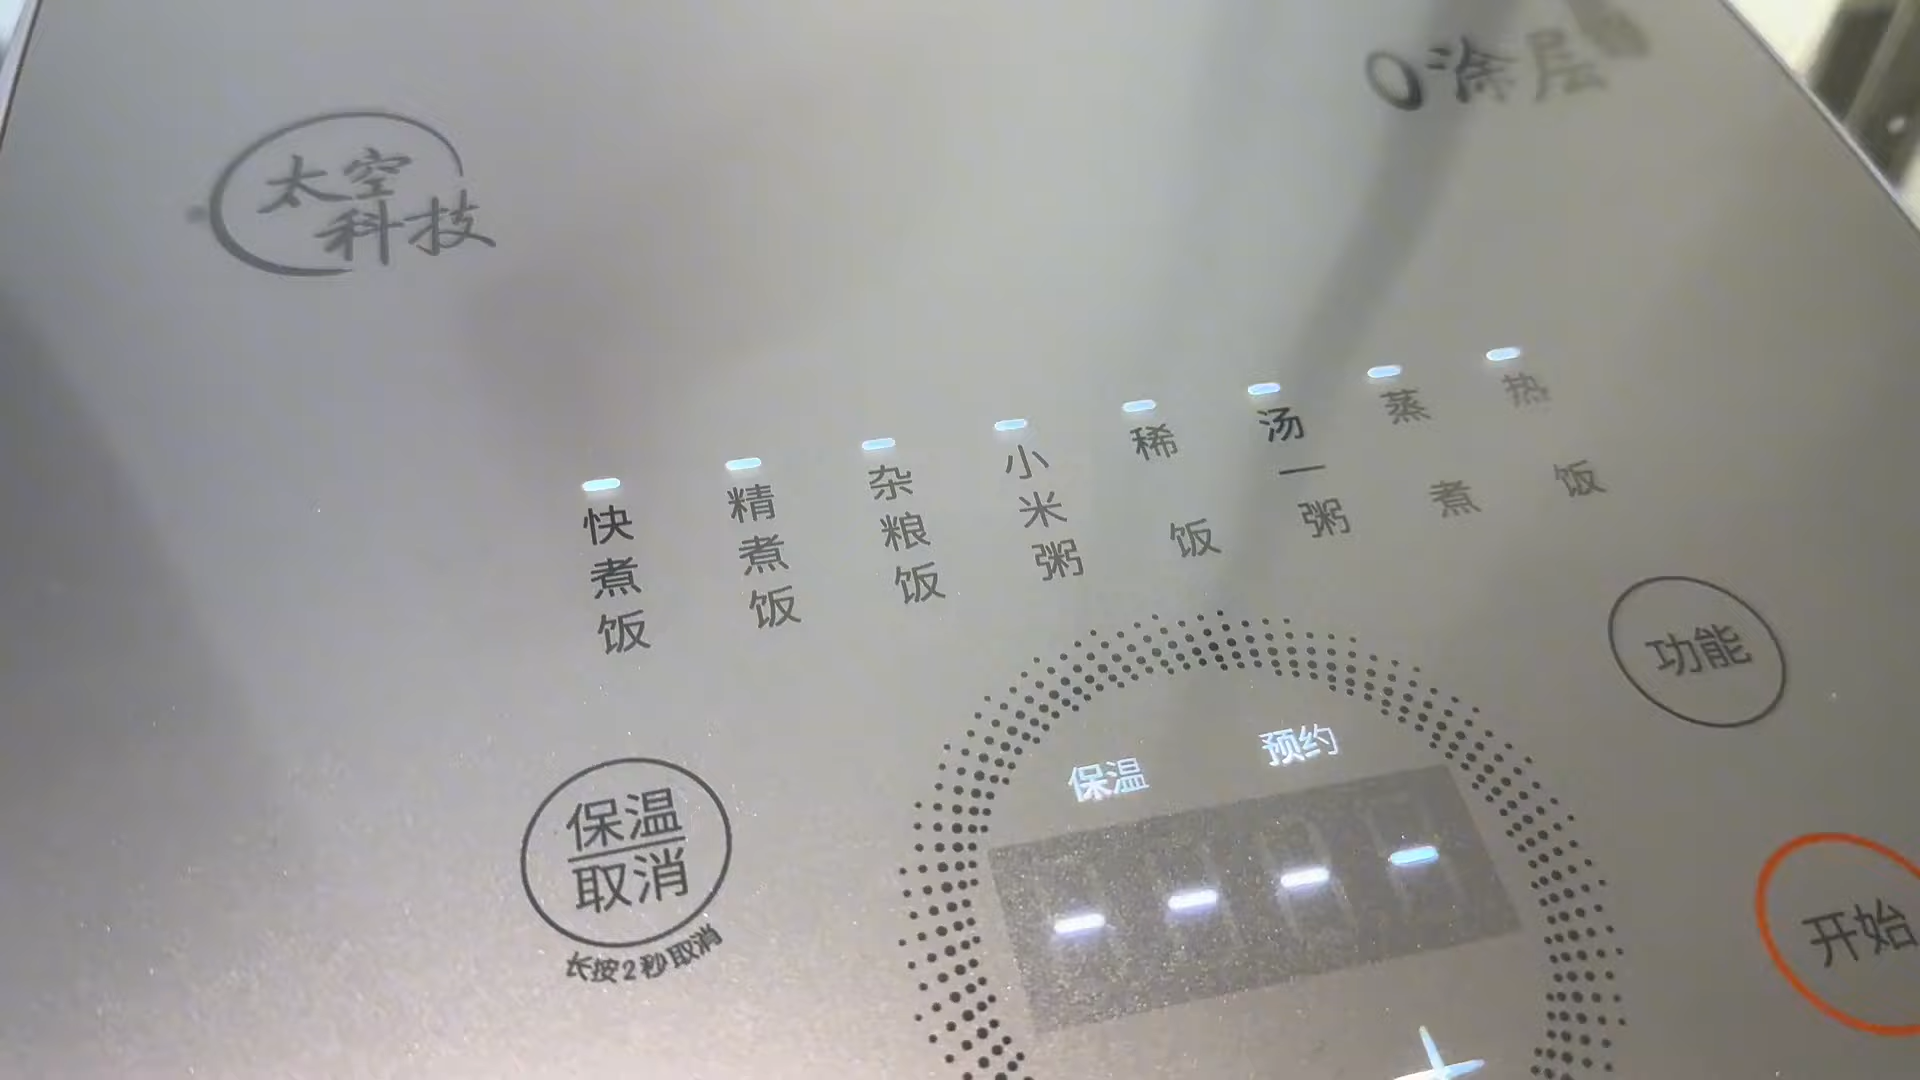 O涂层
太空
科技
快煮饭
精煮饭
杂粮饭
小米粥
稀饭
汤—粥
蒸煮
热饭
功能
保温
预约
保温
取消
长按2秒取消
开始
----